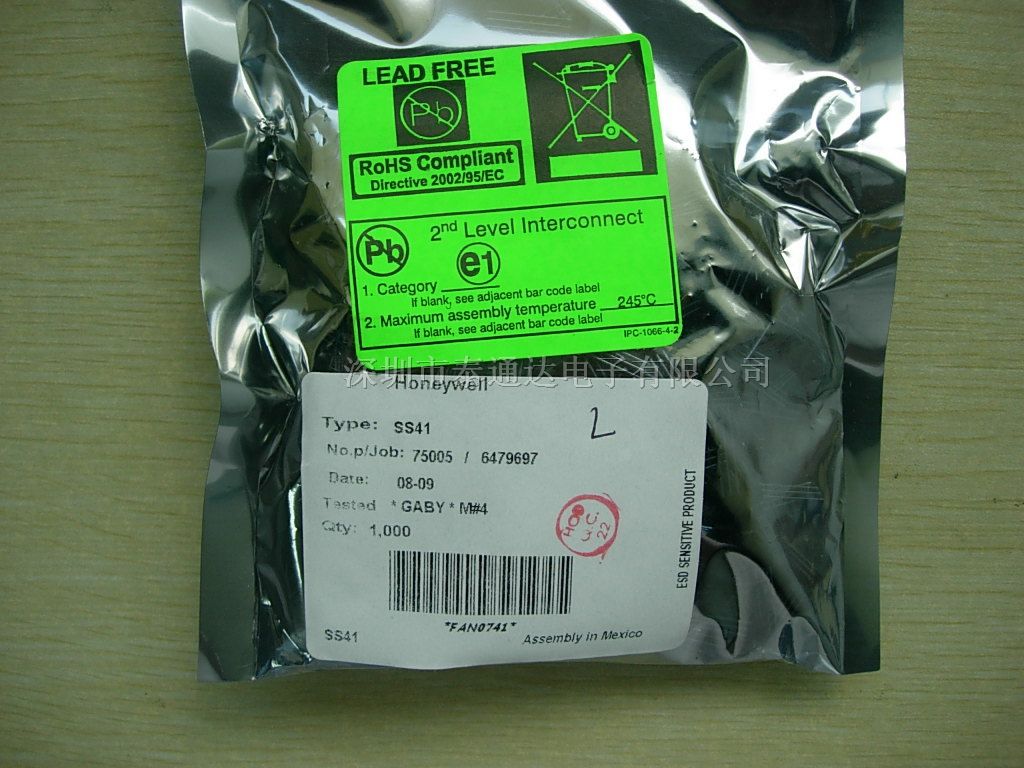 LEAD FREE
Pb
RoHS Compliant
Directive 2002/95/EC
2nd Level Interconnect
Pb
e1
1. Category
If blank, see adjacent bar code label
2. Maximum assembly temperature 245°C
If blank, see adjacent bar code label
IPC-1066-4-2
深圳市泰通达电子有限公司
Honeywell
Type: SS41
2
No.p/Job: 75005 / 6479697
Date: 08-09
Tested *GABY* M#4
Qty: 1,000
22
ESD SENSITIVE PRODUCT
*FAN0741*
SS41
Assembly in Mexico